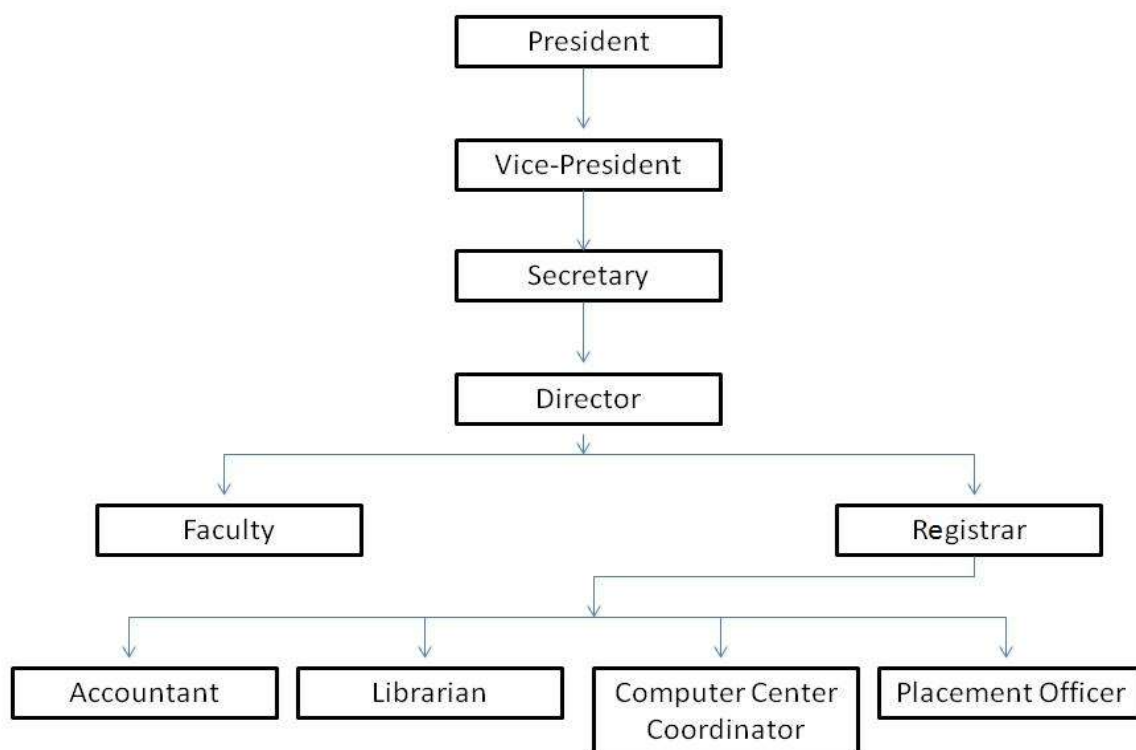 President
Vice-President
Secretary
Director
Faculty
Registrar
Accountant
Librarian
Computer Center
Coordinator
Placement Officer